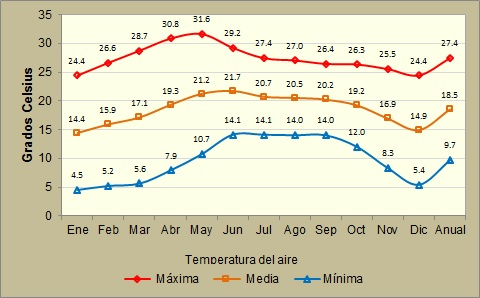 35
30
25
20
15
10
5
0
Grados Celsius
24.4 26.6 28.7 30.8 31.6 29.2 27.4 27.0 26.4 26.3 25.5 24.4 27.4
14.4 15.9 17.1 19.3 21.2 21.7 20.7 20.5 20.2 19.2 16.9 14.9 18.5
4.5 5.2 5.6 7.9 10.7 14.1 14.1 14.0 14.0 12.0 8.3 5.4 9.7
Ene Feb Mar Abr May Jun Jul Ago Sep Oct Nov Dic Anual
Temperatura del aire
Máxima Media Mínima